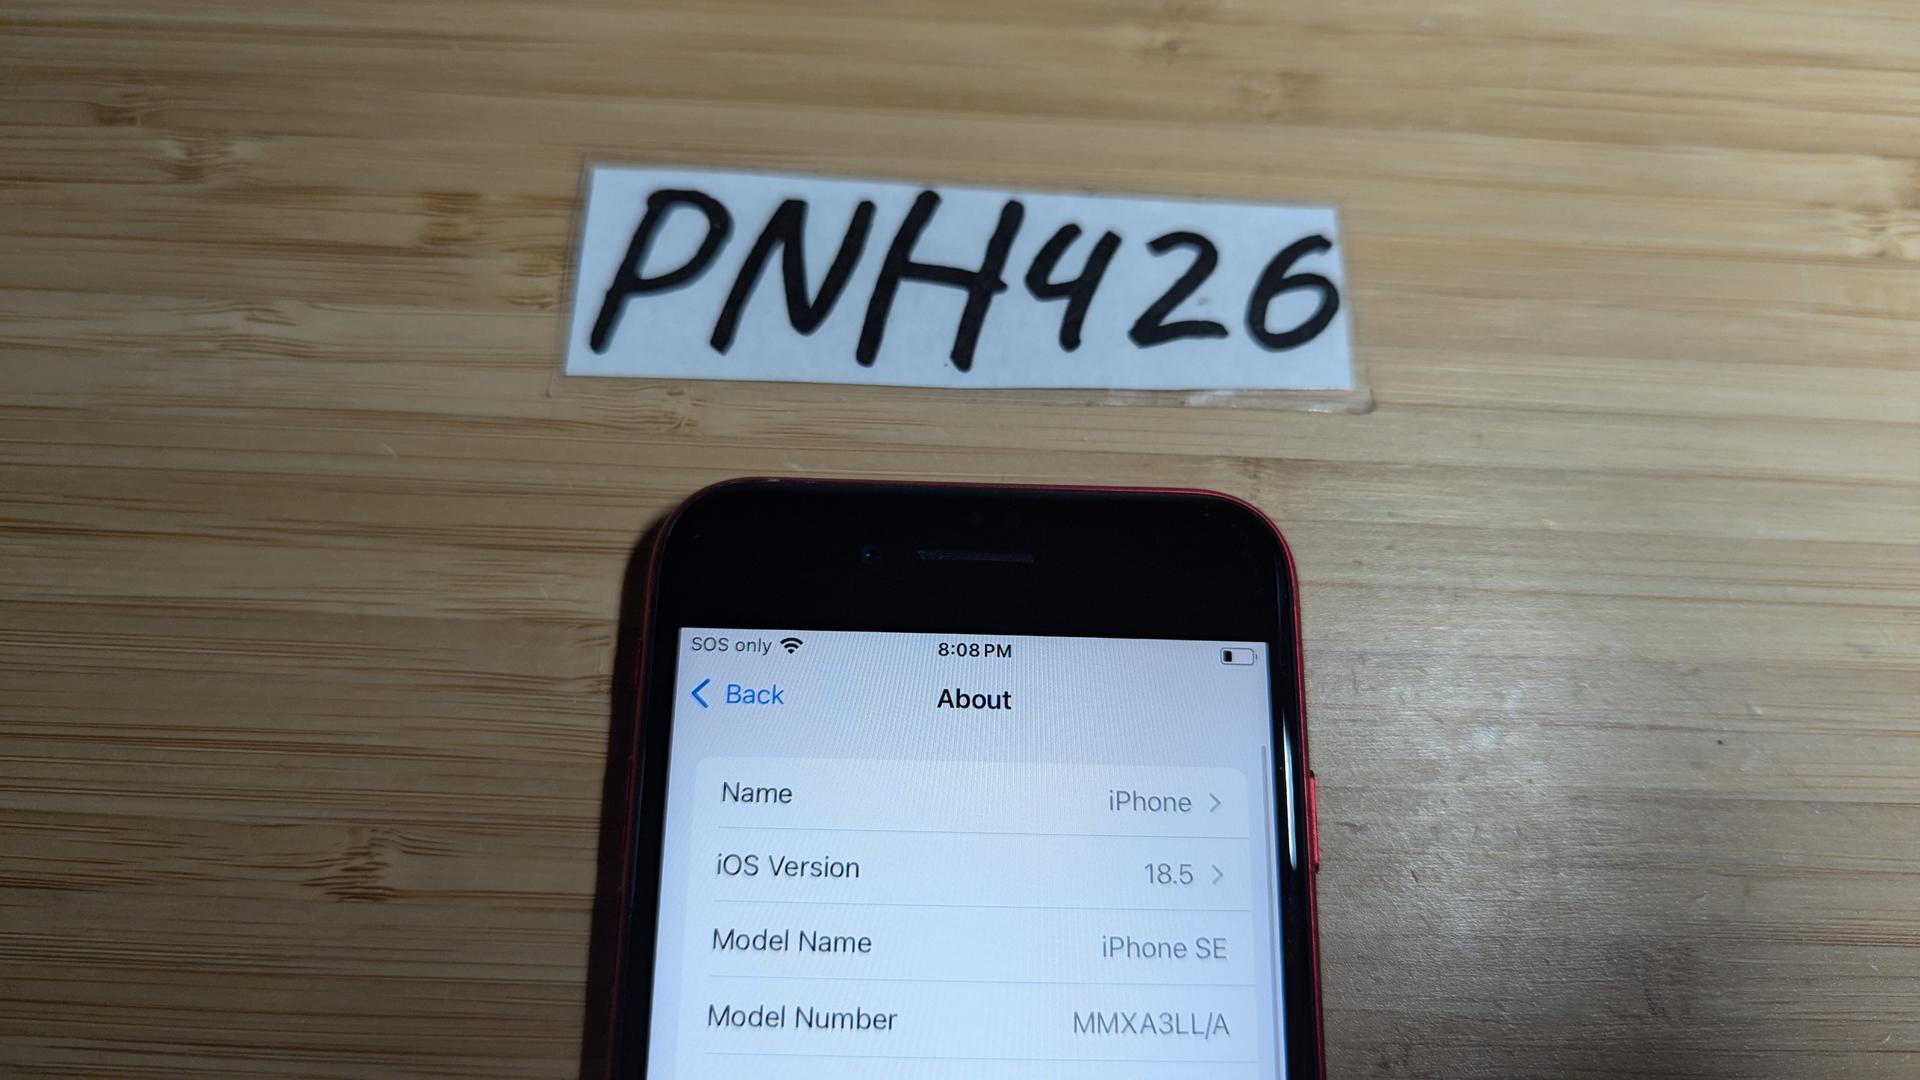 PNH426
SOS only 8:08 PM
Back About
Name iPhone
iOS Version 18.5
Model Name iPhone SE
Model Number MMXA3LL/A